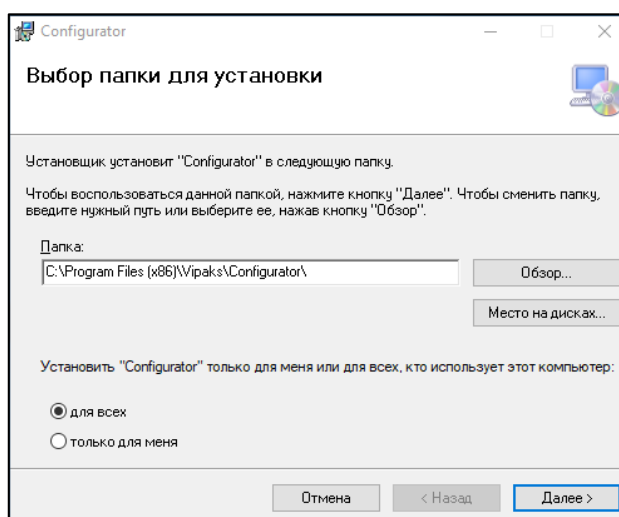 Configurator
Выбор папки для установки
Установщик установит "Configurator" в следующую папку.
Чтобы воспользоваться данной папкой, нажмите кнопку "Далее". Чтобы сменить папку,
введите нужный путь или выберите ее, нажав кнопку "Обзор".
Папка:
C:\Program Files (x86)\Vipaks\Configurator\
Обзор...
Место на дисках...
Установить "Configurator" только для меня или для всех, кто использует этот компьютер:
для всех
только для меня
Отмена
< Назад
Далее >